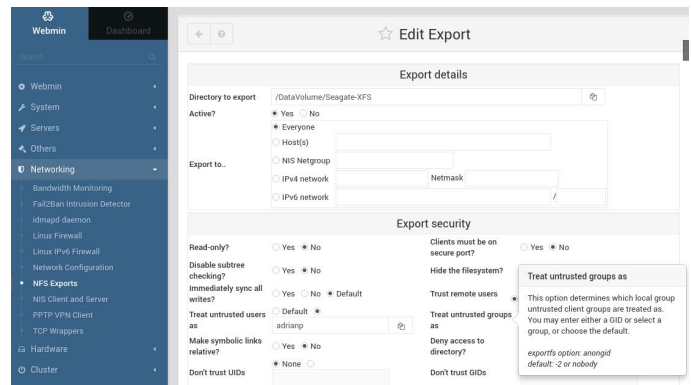 Webmin
Dashboard
Search
Webmin
System
Servers
Others
Networking
Bandwidth Monitoring
Fail2Ban Intrusion Detector
idmapd daemon
Linux Firewall
Linux IPv6 Firewall
Network Configuration
NFS Exports
NIS Client and Server
PPTP VPN Client
TCP Wrappers
Hardware
Cluster
Edit Export
Export details
Directory to export /DataVolume/Seagate-XFS
Active? Yes No
Export to..
Everyone
Host(s)
NIS Netgroup
IPv4 network Netmask
IPv6 network /
Export security
Read-only? Yes No
Clients must be on secure port? Yes No
Disable subtree checking? Yes No
Hide the filesystem?
Immediately sync all writes? Yes No Default
Trust remote users
Treat untrusted users as Default
adrianp
Treat untrusted groups as
Make symbolic links relative? Yes No
Deny access to directory?
Don't trust UIDs None
Don't trust GIDs
Treat untrusted groups as
This option determines which local group
untrusted client groups are treated as.
You may enter either a GID or select a
group, or choose the default.
exportfs option: anongid
default: -2 or nobody